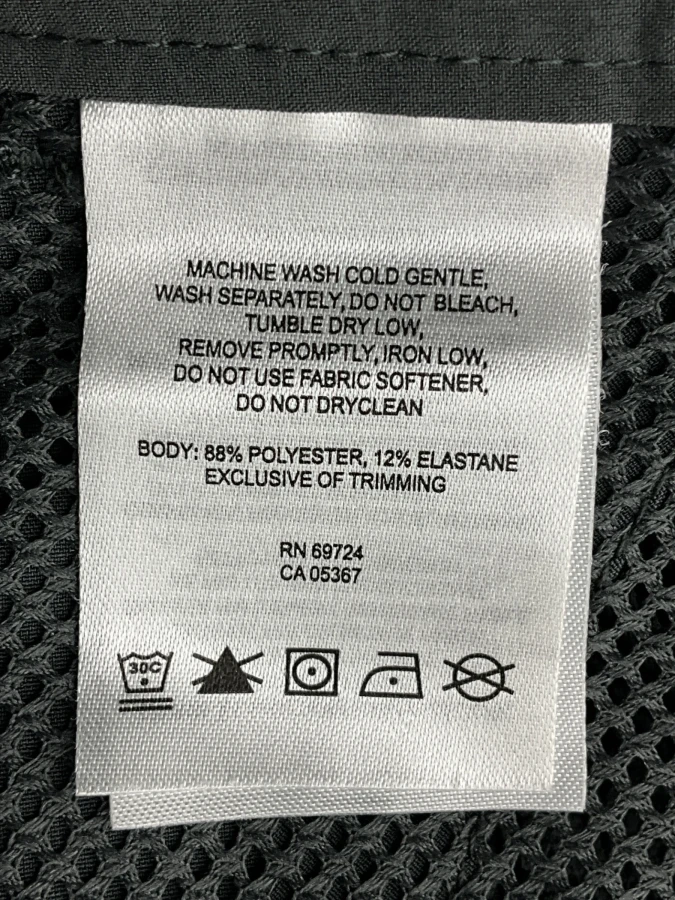 MACHINE WASH COLD GENTLE,
WASH SEPARATELY, DO NOT BLEACH,
TUMBLE DRY LOW,
REMOVE PROMPTLY, IRON LOW,
DO NOT USE FABRIC SOFTENER,
DO NOT DRYCLEAN
BODY: 88% POLYESTER, 12% ELASTANE
EXCLUSIVE OF TRIMMING
RN 69724
CA 05367
30C